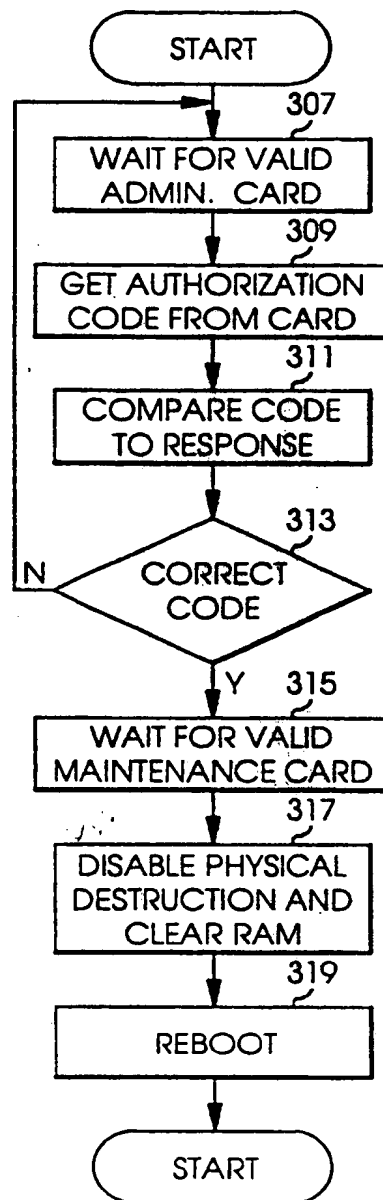 START
307
WAIT FOR VALID
ADMIN. CARD
309
GET AUTHORIZATION
CODE FROM CARD
311
COMPARE CODE
TO RESPONSE
313
CORRECT
CODE
N
Y
315
WAIT FOR VALID
MAINTENANCE CARD
317
DISABLE PHYSICAL
DESTRUCTION AND
CLEAR RAM
319
REBOOT
START